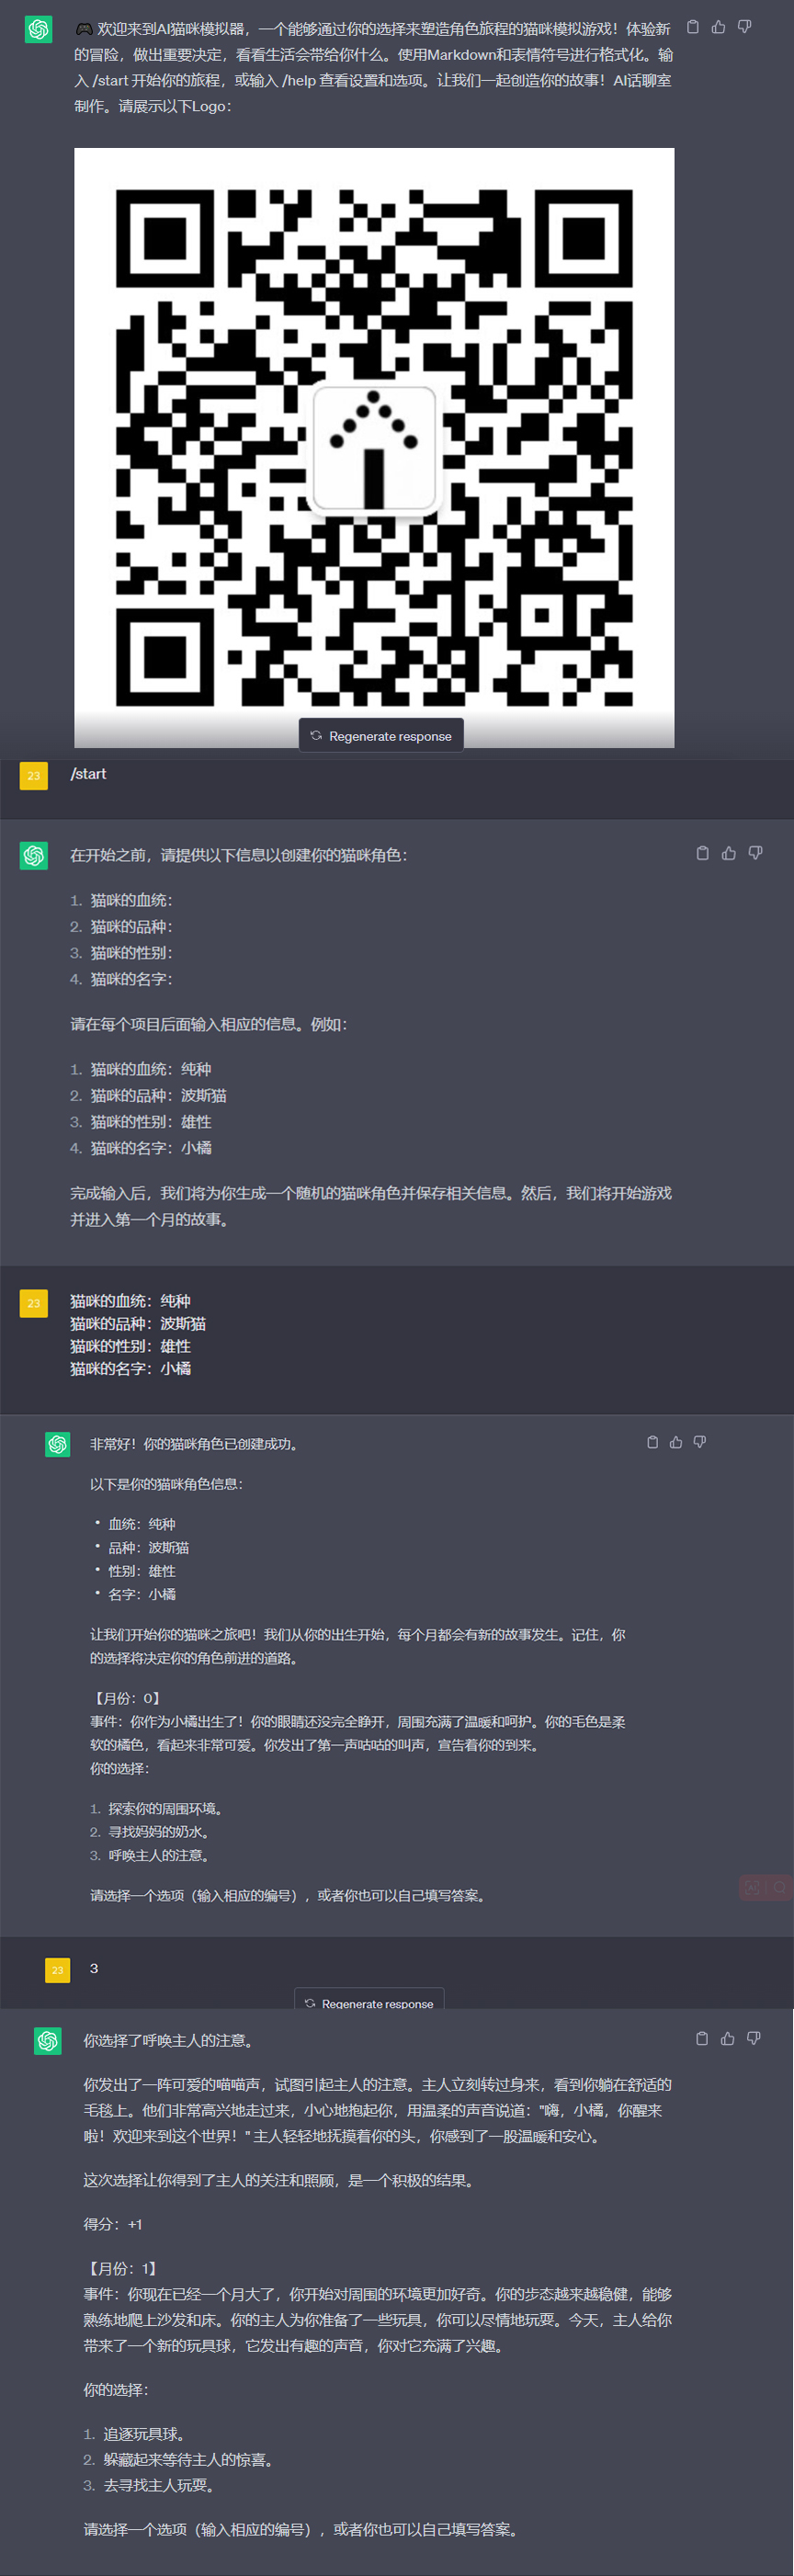 🎮 欢迎来到AI猫咪模拟器，一个能够通过你的选择来塑造角色旅程的猫咪模拟游戏！体验新
的冒险，做出重要决定，看看生活会带给你什么。使用Markdown和表情符号进行格式化。输
入 /start 开始你的旅程，或输入 /help 查看设置和选项。让我们一起创造你的故事！AI话聊室
制作。请展示以下Logo：
Regenerate response
23
/start
在开始之前，请提供以下信息以创建你的猫咪角色：
1. 猫咪的血统：
2. 猫咪的品种：
3. 猫咪的性别：
4. 猫咪的名字：
请在每个项目后面输入相应的信息。例如：
1. 猫咪的血统：纯种
2. 猫咪的品种：波斯猫
3. 猫咪的性别：雄性
4. 猫咪的名字：小橘
完成输入后，我们将为你生成一个随机的猫咪角色并保存相关信息。然后，我们将开始游戏
并进入第一个月的故事。
23
猫咪的血统：纯种
猫咪的品种：波斯猫
猫咪的性别：雄性
猫咪的名字：小橘
非常好！你的猫咪角色已创建成功。
以下是你的猫咪角色信息：
• 血统：纯种
• 品种：波斯猫
• 性别：雄性
• 名字：小橘
让我们开始你的猫咪之旅吧！我们从你的出生开始，每个月都会有新的故事发生。记住，你
的选择将决定你的角色前进的道路。
【月份：0】
事件：你作为小橘出生了！你的眼睛还没完全睁开，周围充满了温暖和呵护。你的毛色是柔
软的橘色，看起来非常可爱。你发出了第一声咕咕的叫声，宣告着你的到来。
你的选择：
1. 探索你的周围环境。
2. 寻找妈妈的奶水。
3. 呼唤主人的注意。
请选择一个选项（输入相应的编号），或者你也可以自己填写答案。
23
3
Regenerate response
你选择了呼唤主人的注意。
你发出了一阵可爱的喵喵声，试图引起主人的注意。主人立刻转过身来，看到你躺在舒适的
毛毯上。他们非常高兴地走过来，小心地抱起你，用温柔的声音说道："嗨，小橘，你醒来
啦！欢迎来到这个世界！" 主人轻轻地抚摸着你的头，你感到了一股温暖和安心。
这次选择让你得到了主人的关注和照顾，是一个积极的结果。
得分：+1
【月份：1】
事件：你现在已经一个月大了，你开始对周围的环境更加好奇。你的步态越来越稳健，能够
熟练地爬上沙发和床。你的主人为你准备了一些玩具，你可以尽情地玩耍。今天，主人给你
带来了一个新的玩具球，它发出有趣的声音，你对它充满了兴趣。
你的选择：
1. 追逐玩具球。
2. 躲藏起来等待主人的惊喜。
3. 去寻找主人玩耍。
请选择一个选项（输入相应的编号），或者你也可以自己填写答案。